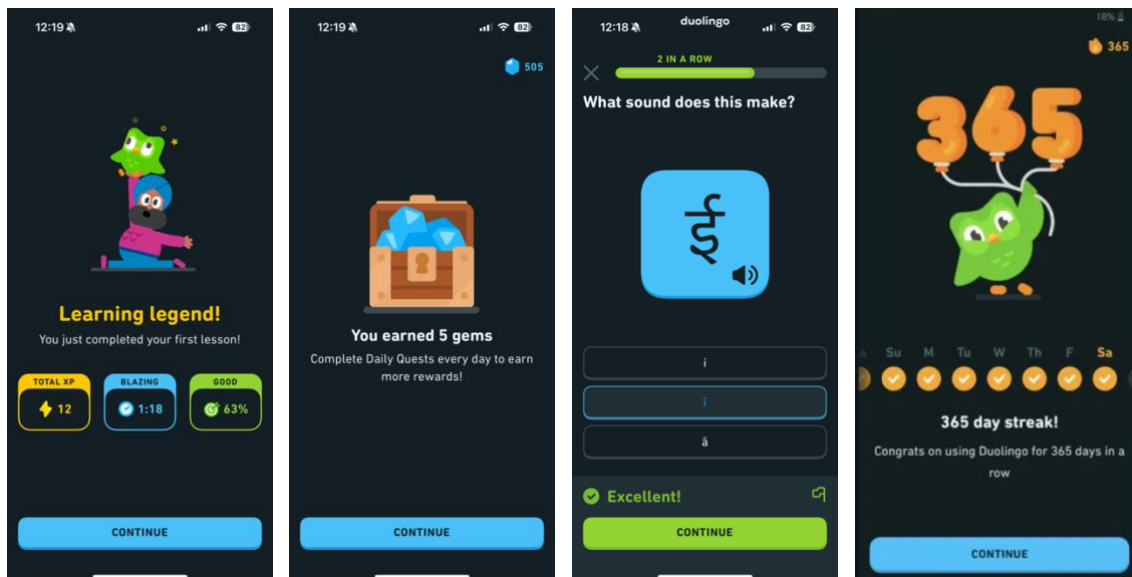 12:19
82
Learning legend!
You just completed your first lesson!
TOTAL XP
12
BLAZING
1:18
GOOD
63%
CONTINUE
12:19
82
505
You earned 5 gems
Complete Daily Quests every day to earn
more rewards!
CONTINUE
12:18
duolingo
82
2 IN A ROW
What sound does this make?
ई
i
ī
ā
Excellent!
CONTINUE
18%
365
365
Su M Tu W Th F Sa
365 day streak!
Congrats on using Duolingo for 365 days in a
row
CONTINUE